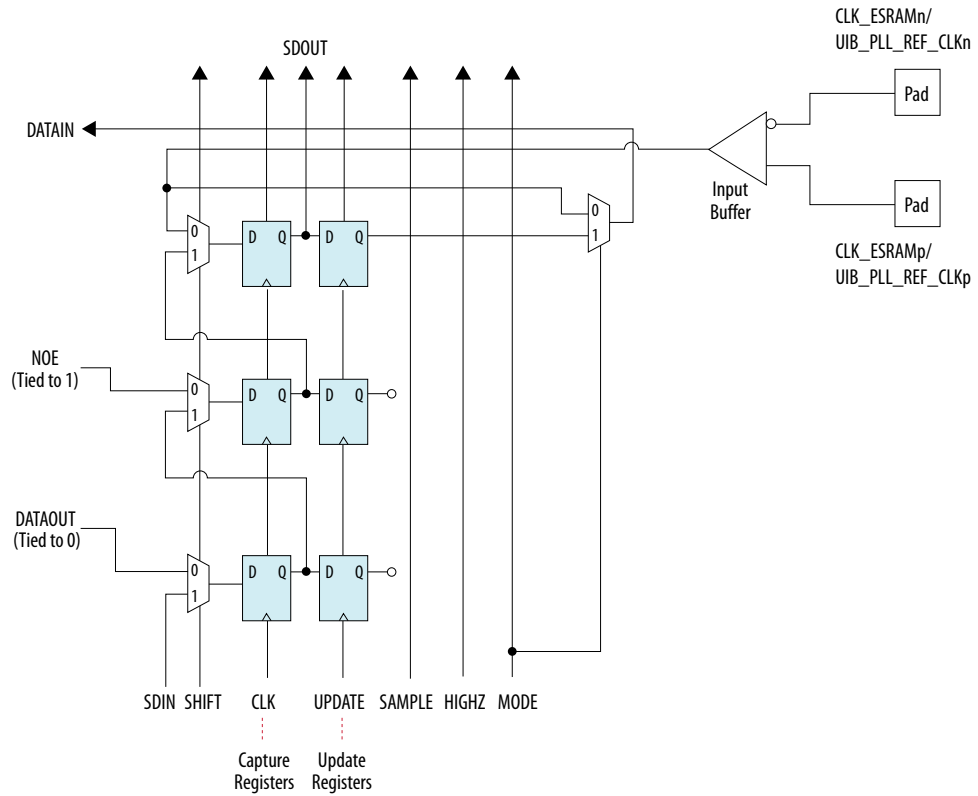 CLK_ESRAMn/
UIB_PLL_REF_CLKn
SDOUT
Pad
DATAIN
Input
Buffer
Pad
0
1
D Q
D Q
0
1
CLK_ESRAMp/
UIB_PLL_REF_CLKp
NOE
(Tied to 1)
0
1
D Q
D Q
DATAOUT
(Tied to 0)
0
1
D Q
D Q
SDIN SHIFT CLK UPDATE SAMPLE HIGHZ MODE
Capture
Registers
Update
Registers